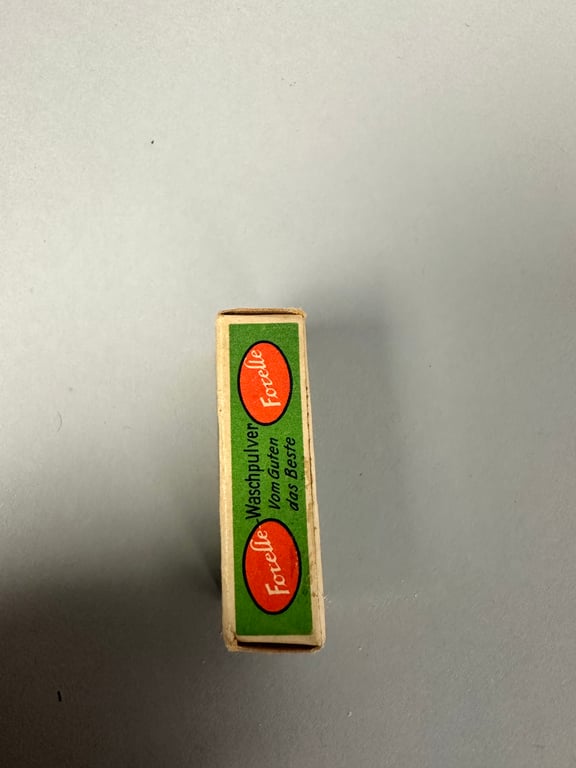 Forelle-Waschpulver Forelle
Vom Guten
das Beste